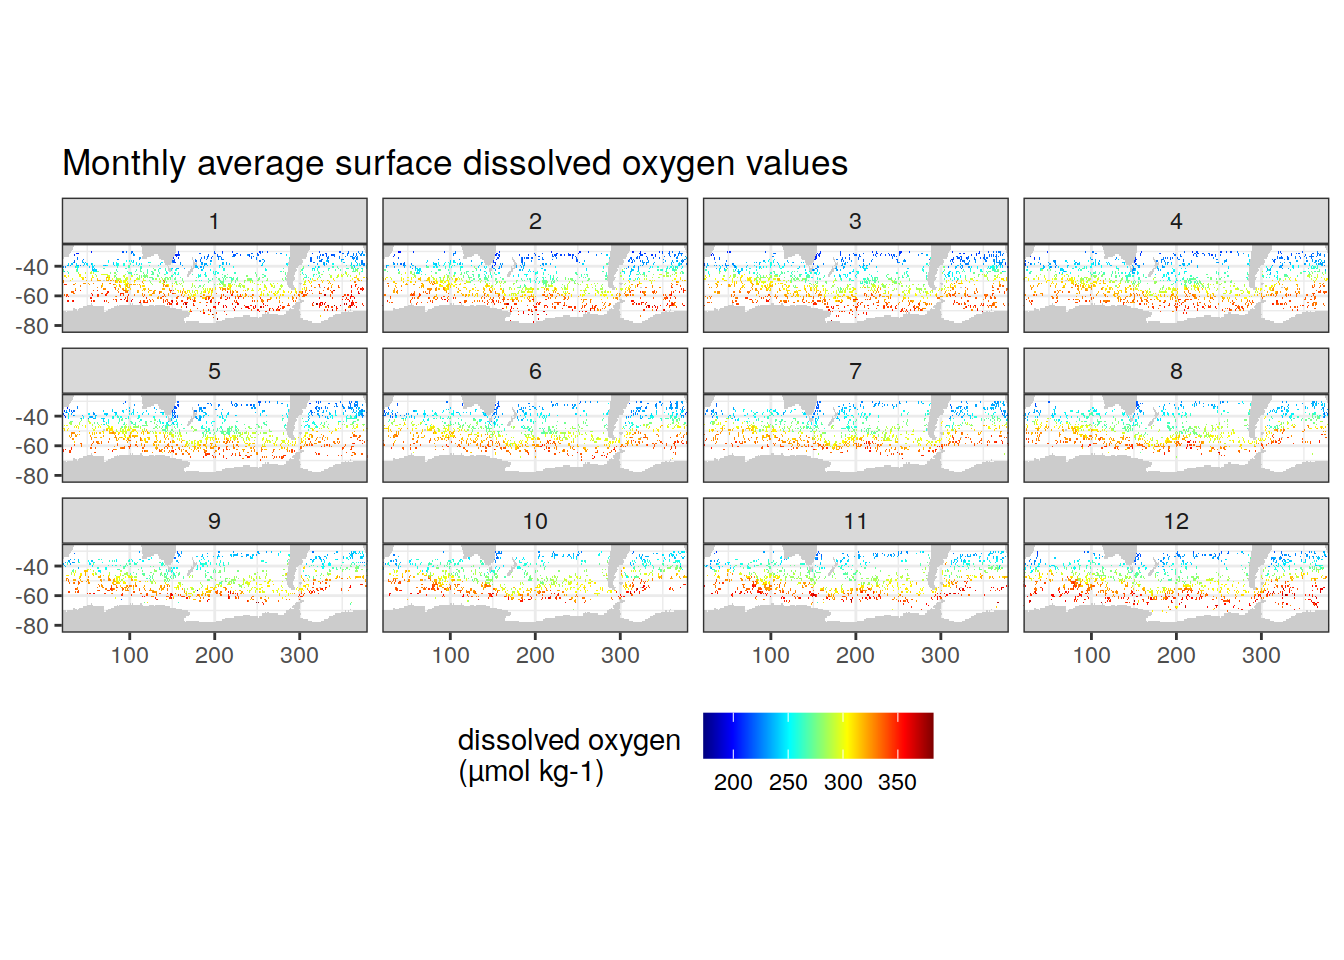 Monthly average surface dissolved oxygen values
1 2 3 4
-40
-60
-80
5 6 7 8
-40
-60
-80
9 10 11 12
-40
-60
-80
100 200 300 100 200 300 100 200 300 100 200 300
dissolved oxygen
(μmol kg-1)
200 250 300 350